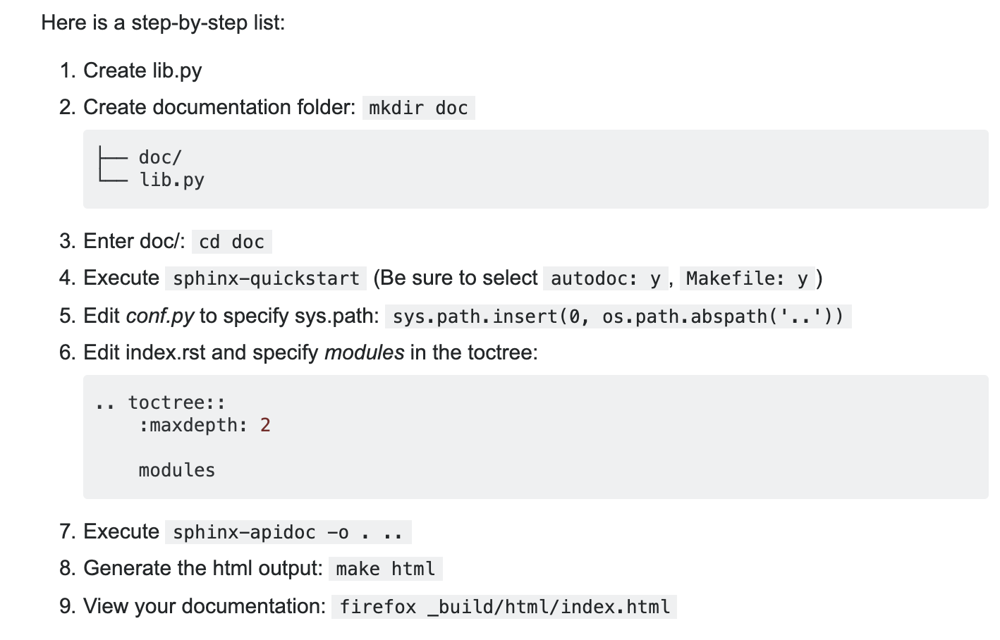 Here is a step-by-step list:
1. Create lib.py
2. Create documentation folder: mkdir doc
├── doc/
└── lib.py
3. Enter doc/: cd doc
4. Execute sphinx-quickstart (Be sure to select autodoc: y, Makefile: y)
5. Edit conf.py to specify sys.path: sys.path.insert(0, os.path.abspath('..'))
6. Edit index.rst and specify modules in the toctree:
.. toctree::
    :maxdepth: 2
    modules
7. Execute sphinx-apidoc -o . ..
8. Generate the html output: make html
9. View your documentation: firefox _build/html/index.html